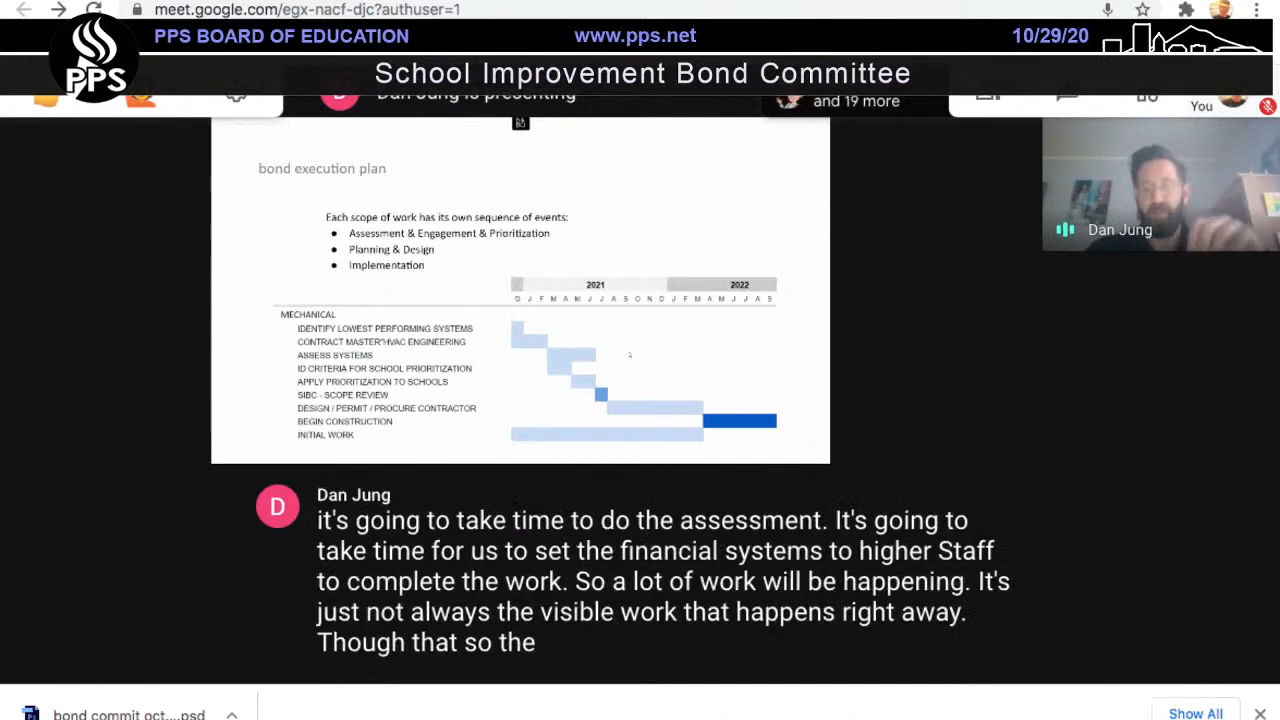 meet.google.com/egx-nacf-djc?authuser=1
PPS BOARD OF EDUCATION www.pps.net 10/29/20
PPS
School Improvement Bond Committee
Dan Jung is presenting
and 19 more
You
bond execution plan
Each scope of work has its own sequence of events:
● Assessment & Engagement & Prioritization
● Planning & Design
● Implementation
Dan Jung
2021 2022
D J F M A M J J A S O N D J F M A M J J A S
MECHANICAL
IDENTIFY LOWEST PERFORMING SYSTEMS
CONTRACT MASTER HVAC ENGINEERING
ASSESS SYSTEMS
ID CRITERIA FOR SCHOOL PRIORITIZATION
APPLY PRIORITIZATION TO SCHOOLS
SIBC - SCOPE REVIEW
DESIGN / PERMIT / PROCURE CONTRACTOR
BEGIN CONSTRUCTION
INITIAL WORK
D
Dan Jung
it's going to take time to do the assessment. It's going to
take time for us to set the financial systems to higher Staff
to complete the work. So a lot of work will be happening. It's
just not always the visible work that happens right away.
Though that so the
bond commit oct....psd
Show All